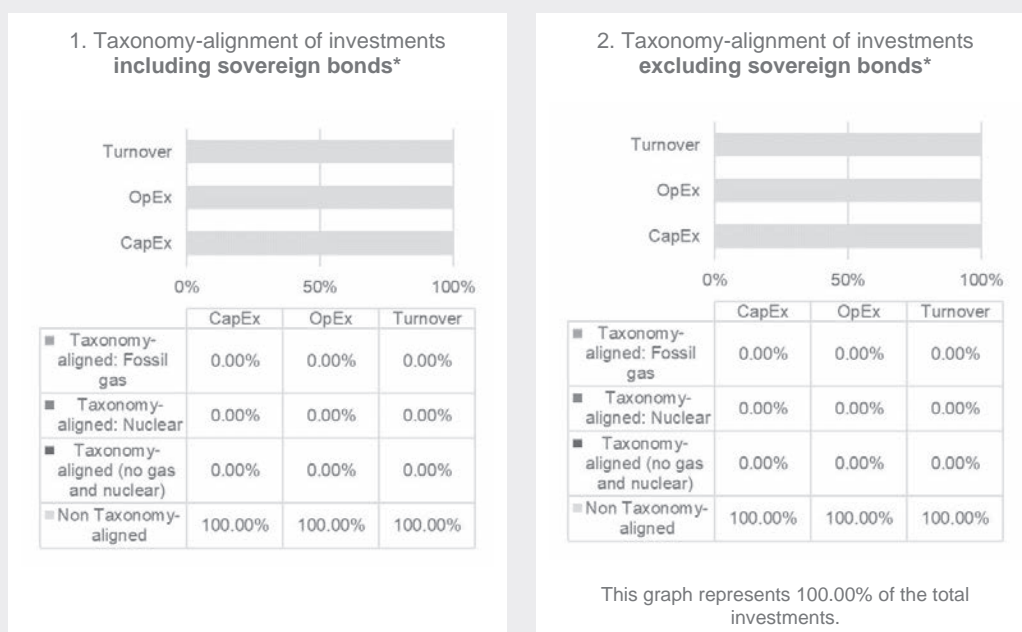 1. Taxonomy-alignment of investments
including sovereign bonds*
Turnover
OpEx
CapEx
0% 50% 100%
CapEx OpEx Turnover
Taxonomy-
aligned: Fossil
gas
0.00% 0.00% 0.00%
Taxonomy-
aligned: Nuclear
0.00% 0.00% 0.00%
Taxonomy-
aligned (no gas
and nuclear)
0.00% 0.00% 0.00%
Non Taxonomy-
aligned
100.00% 100.00% 100.00%
2. Taxonomy-alignment of investments
excluding sovereign bonds*
Turnover
OpEx
CapEx
0% 50% 100%
CapEx OpEx Turnover
Taxonomy-
aligned: Fossil
gas
0.00% 0.00% 0.00%
Taxonomy-
aligned: Nuclear
0.00% 0.00% 0.00%
Taxonomy-
aligned (no gas
and nuclear)
0.00% 0.00% 0.00%
Non Taxonomy-
aligned
100.00% 100.00% 100.00%
This graph represents 100.00% of the total
investments.